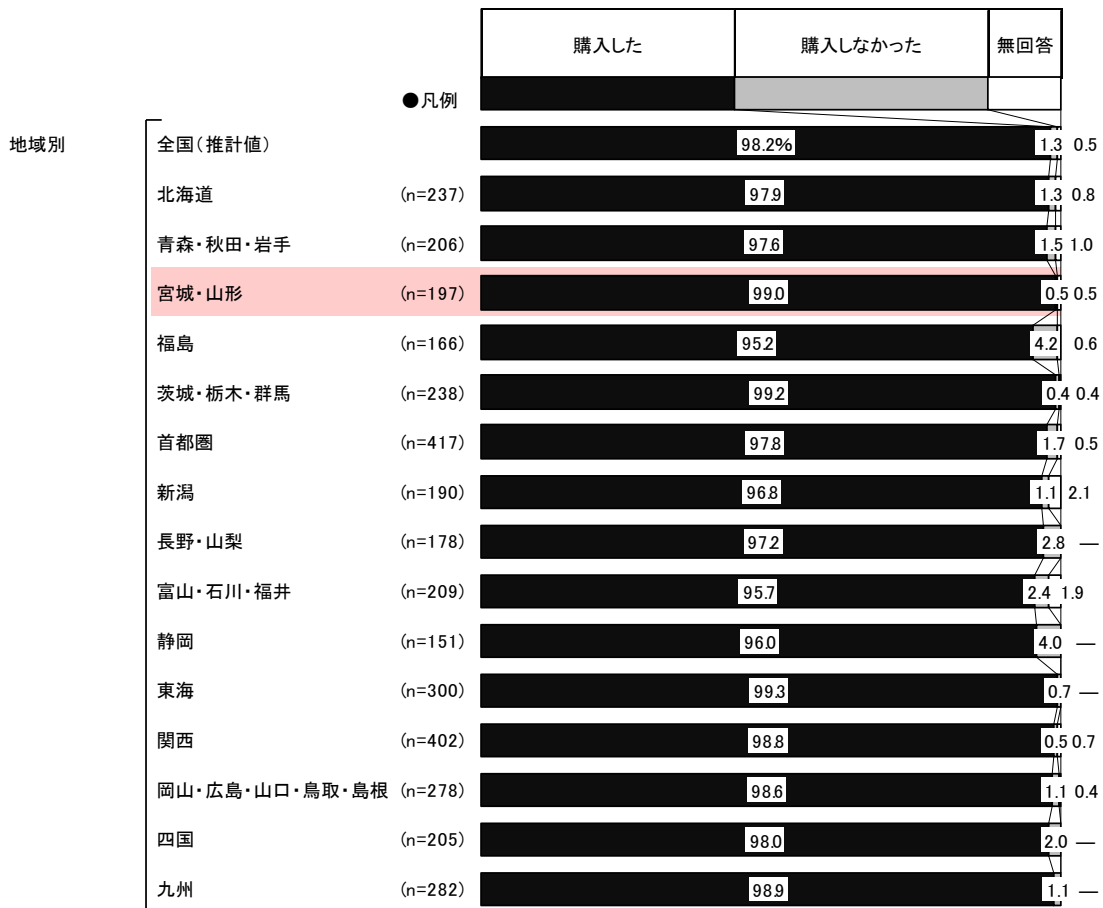 購入した 購入しなかった 無回答
●凡例
地域別 全国(推計値) 98.2% 1.3 0.5
北海道 (n=237) 97.9 1.3 0.8
青森・秋田・岩手 (n=206) 97.6 1.5 1.0
宮城・山形 (n=197) 99.0 0.5 0.5
福島 (n=166) 95.2 4.2 0.6
茨城・栃木・群馬 (n=238) 99.2 0.4 0.4
首都圏 (n=417) 97.8 1.7 0.5
新潟 (n=190) 96.8 1.1 2.1
長野・山梨 (n=178) 97.2 2.8 ―
富山・石川・福井 (n=209) 95.7 2.4 1.9
静岡 (n=151) 96.0 4.0 ―
東海 (n=300) 99.3 0.7 ―
関西 (n=402) 98.8 0.5 0.7
岡山・広島・山口・鳥取・島根 (n=278) 98.6 1.1 0.4
四国 (n=205) 98.0 2.0 ―
九州 (n=282) 98.9 1.1 ―